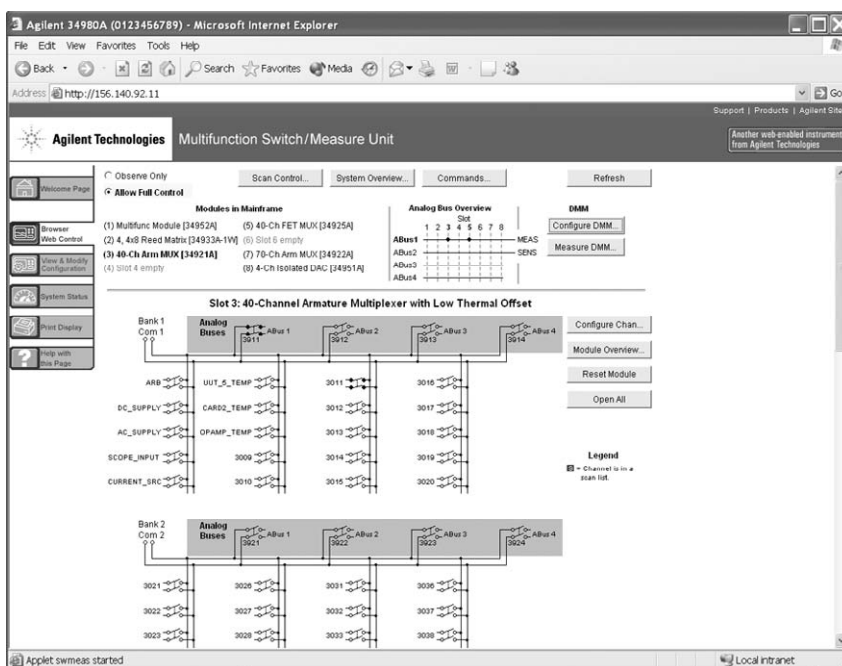 Agilent 34980A (0123456789) - Microsoft Internet Explorer
File Edit View Favorites Tools Help
Back Search Favorites Media
Address http://156.140.92.11 Go
Support | Products | Agilent Site
Agilent Technologies Multifunction Switch/Measure Unit
Another web-enabled instrument
from Agilent Technologies
Welcome Page
Browser
Web Control
View & Modify
Configuration
System Status
Print Display
Help with
this Page
Observe Only
Allow Full Control
Scan Control... System Overview... Commands... Refresh
Modules in Mainframe
(1) Multifunc Module [34952A] (5) 40-Ch FET MUX [34925A]
(2) 4, 4x8 Reed Matrix [34933A-1W] (6) Slot 6 empty
(3) 40-Ch Arm MUX [34921A] (7) 70-Ch Arm MUX [34922A]
(4) Slot 4 empty (8) 4-Ch Isolated DAC [34951A]
Analog Bus Overview
Slot
1 2 3 4 5 6 7 8
ABus1 MEAS
ABus2 SENS
ABus3
ABus4
DMM
Configure DMM...
Measure DMM...
Slot 3: 40-Channel Armature Multiplexer with Low Thermal Offset
Bank 1
Com 1
Analog
Buses
ABus 1 ABus 2 ABus 3 ABus 4
3911 3912 3913 3914
ARB UUT_5_TEMP 3011 3016
DC_SUPPLY CARD2_TEMP 3012 3017
AC_SUPPLY OPAMP_TEMP 3013 3018
SCOPE_INPUT 3009 3014 3019
CURRENT_SRC 3010 3015 3020
Configure Chan...
Module Overview...
Reset Module
Open All
Legend
= Channel is in a
scan list.
Bank 2
Com 2
Analog
Buses
ABus 1 ABus 2 ABus 3 ABus 4
3921 3922 3923 3924
3021 3026 3031 3036
3022 3027 3032 3037
3023 3028 3033 3038
Applet swmeas started
Local intranet